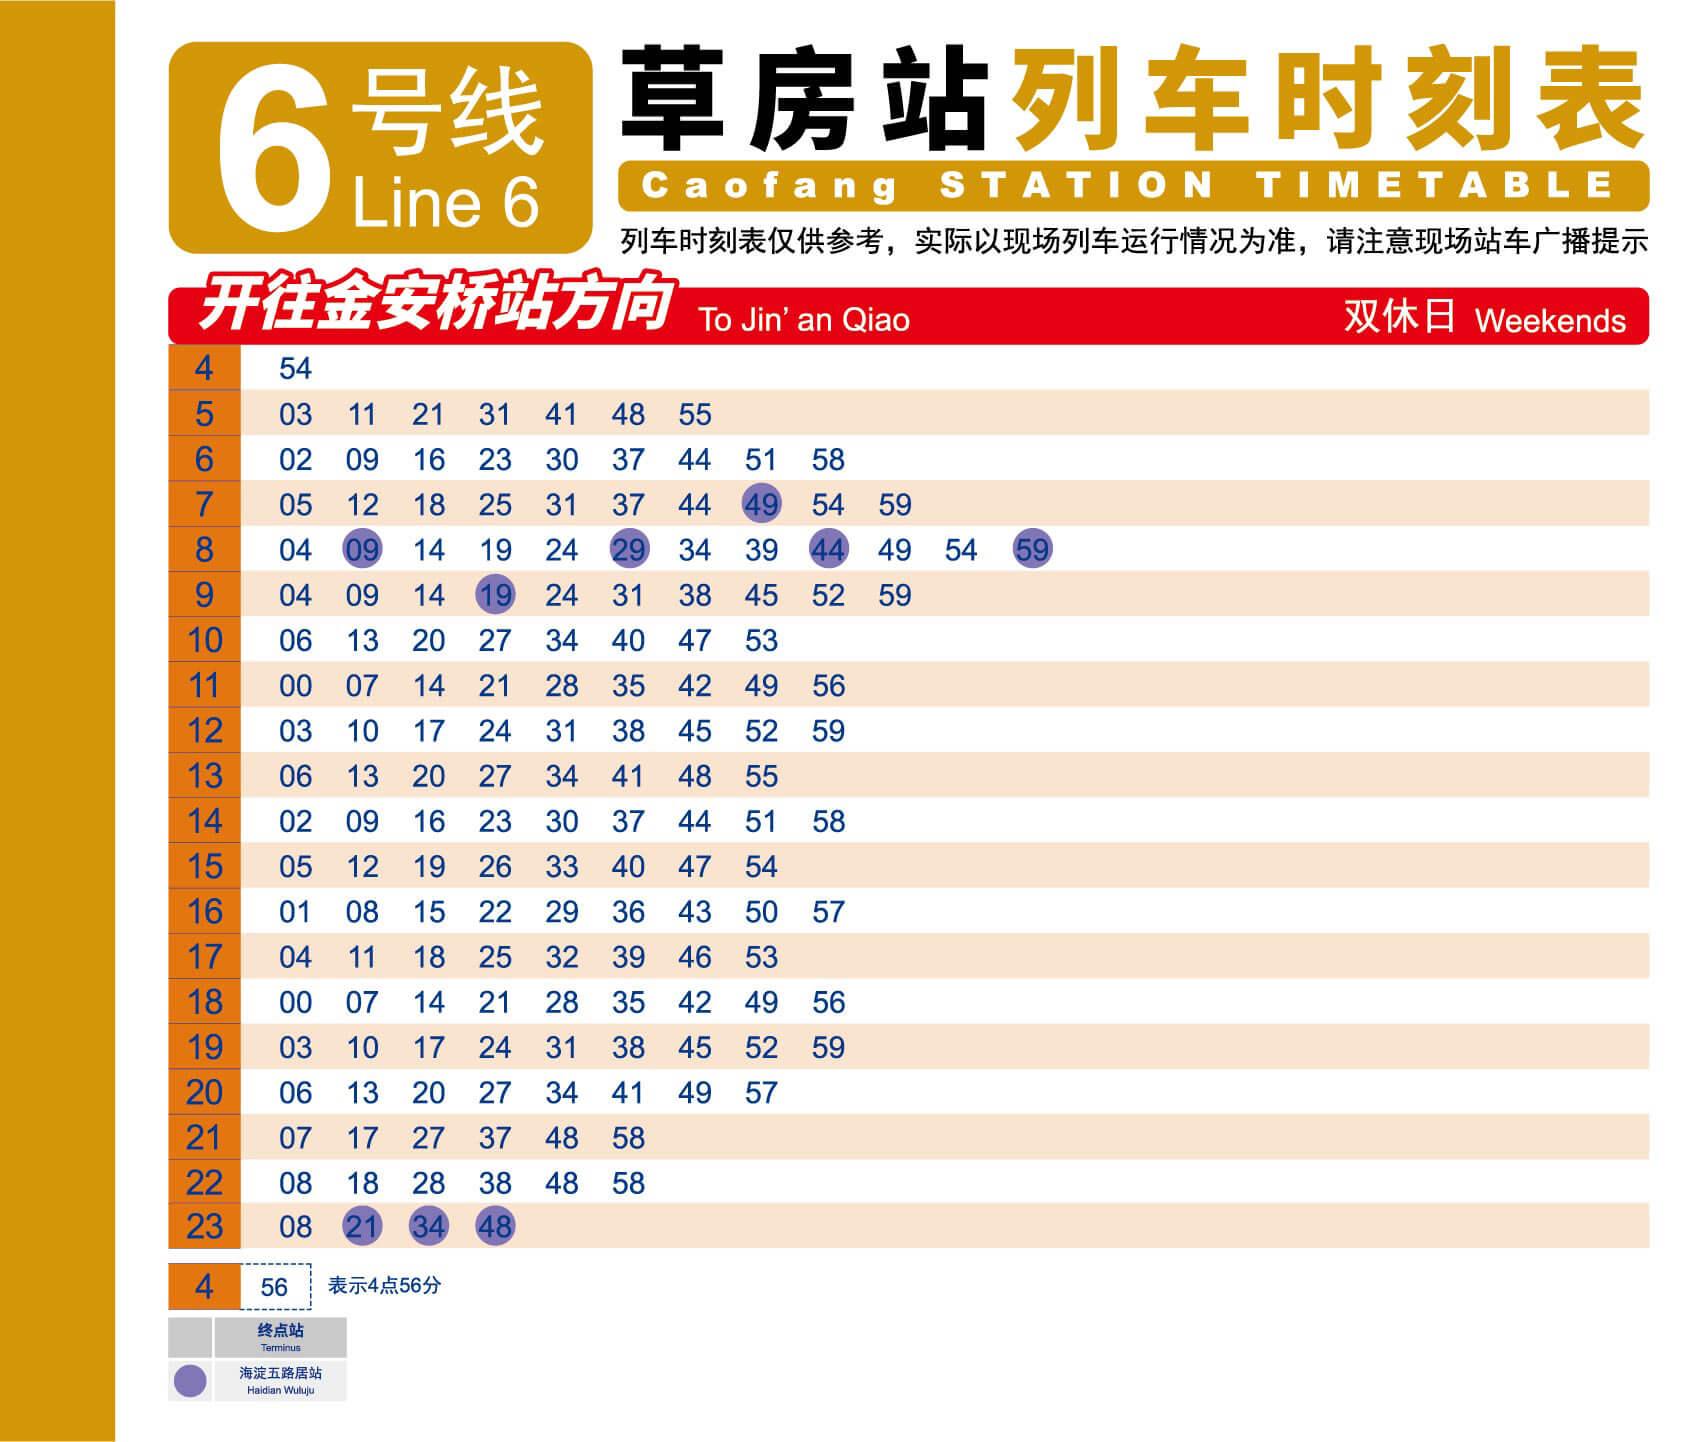 6号线
Line 6
草房站列车时刻表
Caofang STATION TIMETABLE
列车时刻表仅供参考，实际以现场列车运行情况为准，请注意现场站车广播提示
开往金安桥站方向 To Jin’ an Qiao 双休日 Weekends
4 54
5 03 11 21 31 41 48 55
6 02 09 16 23 30 37 44 51 58
7 05 12 18 25 31 37 44 49 54 59
8 04 09 14 19 24 29 34 39 44 49 54 59
9 04 09 14 19 24 31 38 45 52 59
10 06 13 20 27 34 40 47 53
11 00 07 14 21 28 35 42 49 56
12 03 10 17 24 31 38 45 52 59
13 06 13 20 27 34 41 48 55
14 02 09 16 23 30 37 44 51 58
15 05 12 19 26 33 40 47 54
16 01 08 15 22 29 36 43 50 57
17 04 11 18 25 32 39 46 53
18 00 07 14 21 28 35 42 49 56
19 03 10 17 24 31 38 45 52 59
20 06 13 20 27 34 41 49 57
21 07 17 27 37 48 58
22 08 18 28 38 48 58
23 08 21 34 48
4 56 表示4点56分
终点站
Terminus
海淀五路居站
Haidian Wuluju